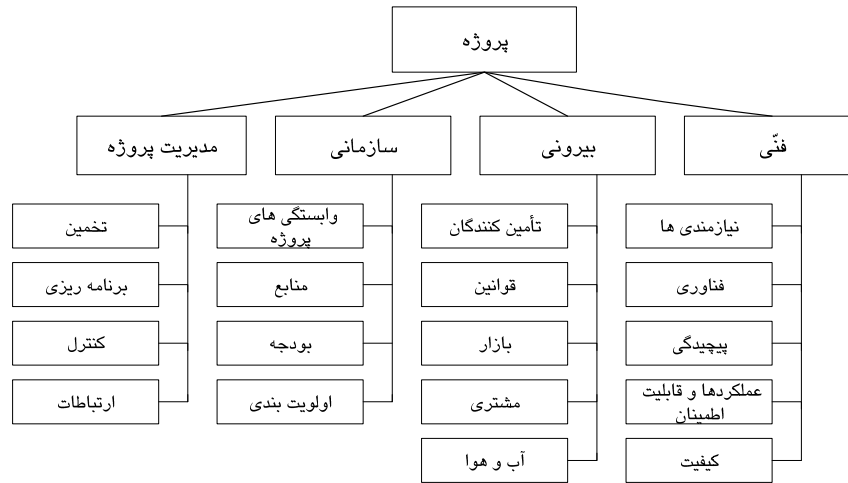 پروژه
فنّی
بیرونی
سازمانی
مدیریت پروژه
نیازمندی ها
فناوری
پیچیدگی
عملکردها و قابلیت
اطمینان
کیفیت
تأمین کنندگان
قوانین
بازار
مشتری
آب و هوا
وابستگی های
پروژه
منابع
بودجه
اولویت بندی
تخمین
برنامه ریزی
کنترل
ارتباطات